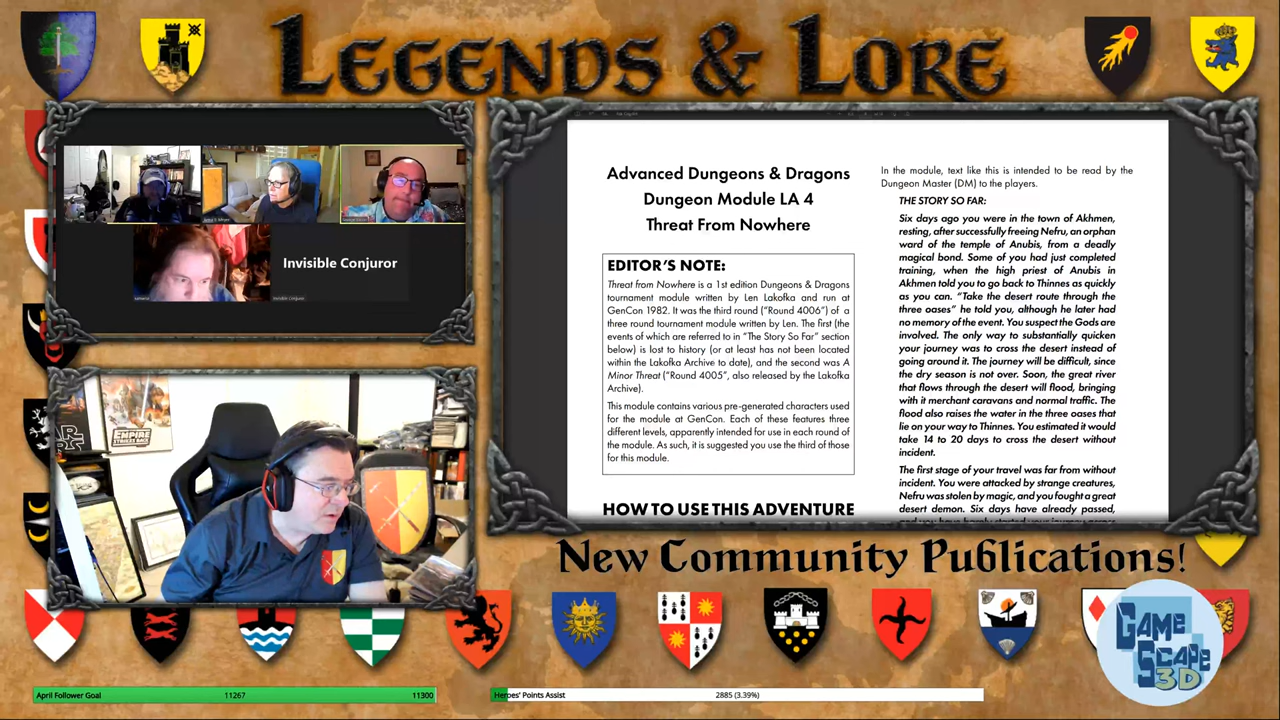 LEGENDS & LORE
Invisible Conjuror
Invisible Conjuror
STAR
WARS
EMPIRE
STRIKES
Advanced Dungeons & Dragons
Dungeon Module LA 4
Threat From Nowhere
EDITOR'S NOTE:
Threat from Nowhere is a 1st edition Dungeons & Dragons
tournament module written by Len Lakofka and run at
GenCon 1982. It was the third round ("Round 4006") of a
three round tournament module written by Len. The first (the
events of which are referred to in "The Story So Far" section
below) is lost to history (or at least has not been located
within the Lakofka Archive to date), and the second was A
Minor Threat ("Round 4005", also released by the Lakofka
Archive).
This module contains various pre-generated characters used
for the module at GenCon. Each of these features three
different levels, apparently intended for use in each round of
the module. As such, it is suggested you use the third of those
for this module.
HOW TO USE THIS ADVENTURE
In the module, text like this is intended to be read by the
Dungeon Master (DM) to the players.
THE STORY SO FAR:
Six days ago you were in the town of Akhmen,
resting, after successfully freeing Nefru, an orphan
ward of the temple of Anubis, from a deadly
magical bond. Some of you had just completed
training, when the high priest of Anubis in
Akhmen told you to go back to Thinnes as quickly
as you can. "Take the desert route through the
three oases" he told you, although he later had
no memory of the event. You suspect the Gods are
involved. The only way to substantially quicken
your journey was to cross the desert instead of
going around it. The journey will be difficult, since
the dry season is not over. Soon, the great river
that flows through the desert will flood, bringing
with it merchant caravans and normal traffic. The
flood also raises the water in the three oases that
lie on your way to Thinnes. You estimated it would
take 14 to 20 days to cross the desert without
incident.
The first stage of your travel was far from without
incident. You were attacked by strange creatures,
Nefru was stolen by magic, and you fought a great
desert demon. Six days have already passed,
New Community Publications!
GAME
SCAPE
3D
April Follower Goal 11267 11300
Heroes' Points Assist 2885 (3.39%)